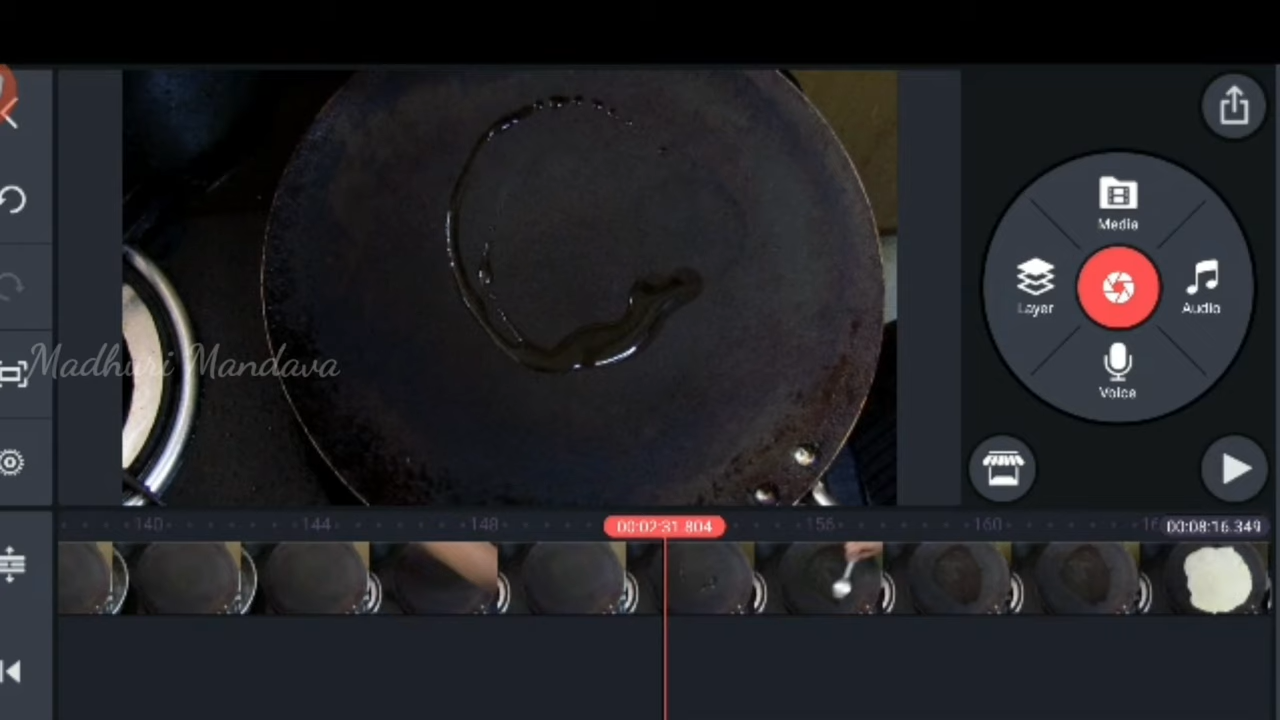 Media
Layer
Audio
Madhuri Mandava
Voice
140
144
148
00:02:31.804
156
160
00:08:16.349